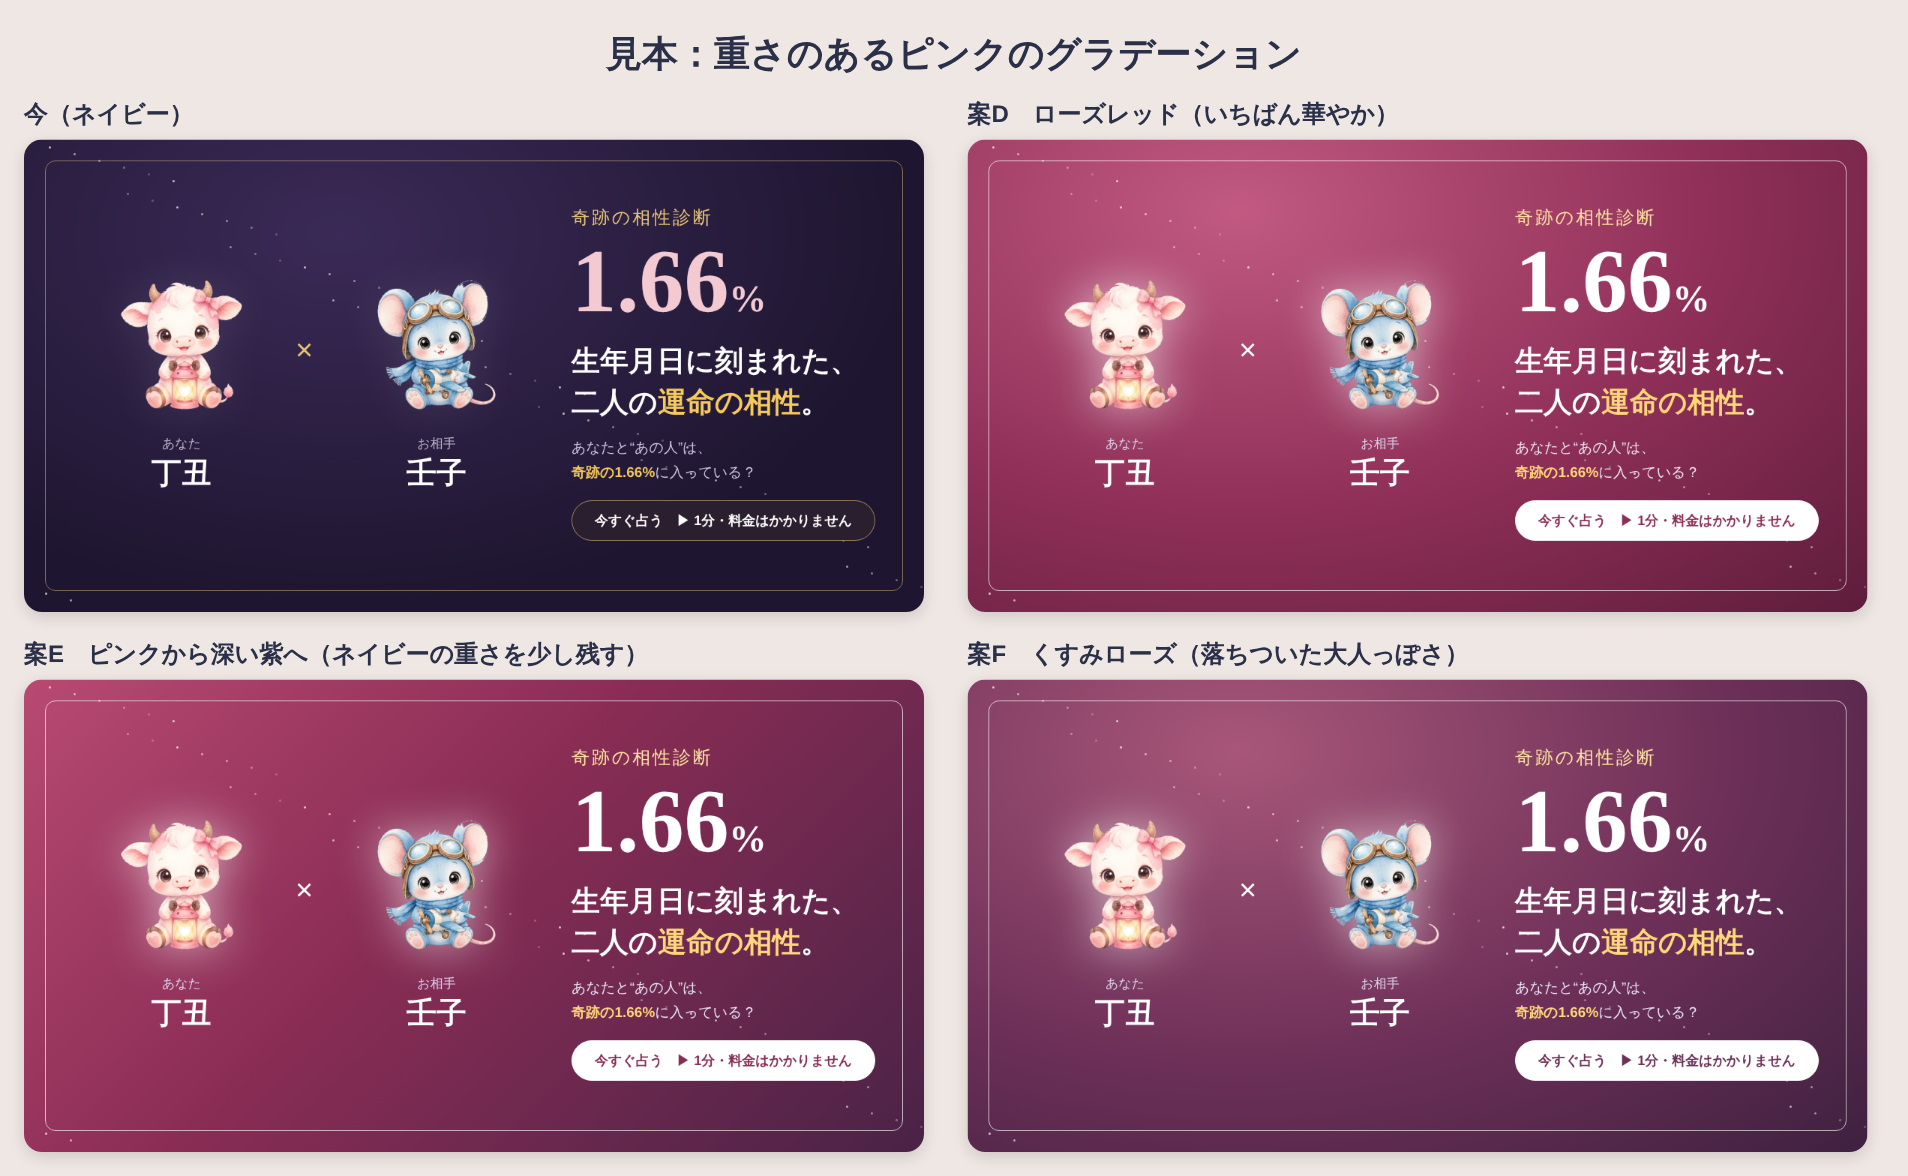 見本：重さのあるピンクのグラデーション
今（ネイビー）
奇跡の相性診断
1.66%
生年月日に刻まれた、
二人の運命の相性。
あなたと“あの人”は、
奇跡の1.66%に入っている？
今すぐ占う ▶ 1分・料金はかかりません
×
あなた
丁丑
お相手
壬子
案D ローズレッド（いちばん華やか）
奇跡の相性診断
1.66%
生年月日に刻まれた、
二人の運命の相性。
あなたと“あの人”は、
奇跡の1.66%に入っている？
今すぐ占う ▶ 1分・料金はかかりません
×
あなた
丁丑
お相手
壬子
案E ピンクから深い紫へ（ネイビーの重さを少し残す）
奇跡の相性診断
1.66%
生年月日に刻まれた、
二人の運命の相性。
あなたと“あの人”は、
奇跡の1.66%に入っている？
今すぐ占う ▶ 1分・料金はかかりません
×
あなた
丁丑
お相手
壬子
案F くすみローズ（落ちついた大人っぽさ）
奇跡の相性診断
1.66%
生年月日に刻まれた、
二人の運命の相性。
あなたと“あの人”は、
奇跡の1.66%に入っている？
今すぐ占う ▶ 1分・料金はかかりません
×
あなた
丁丑
お相手
壬子